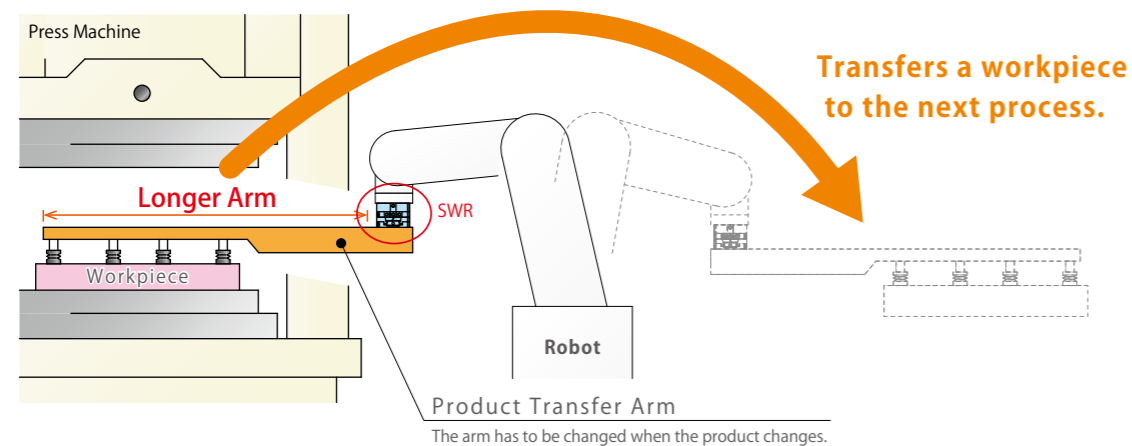 Press Machine
Transfers a workpiece
to the next process.
Longer Arm
SWR
Workpiece
Robot
Product Transfer Arm
The arm has to be changed when the product changes.